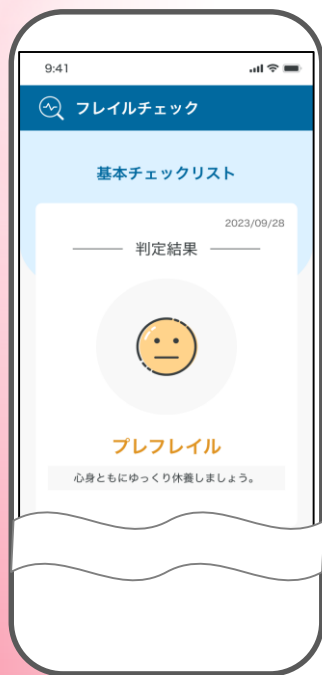 9:41
フレイルチェック
基本チェックリスト
2023/09/28
判定結果
プレフレイル
心身ともにゆっくり休養しましょう。